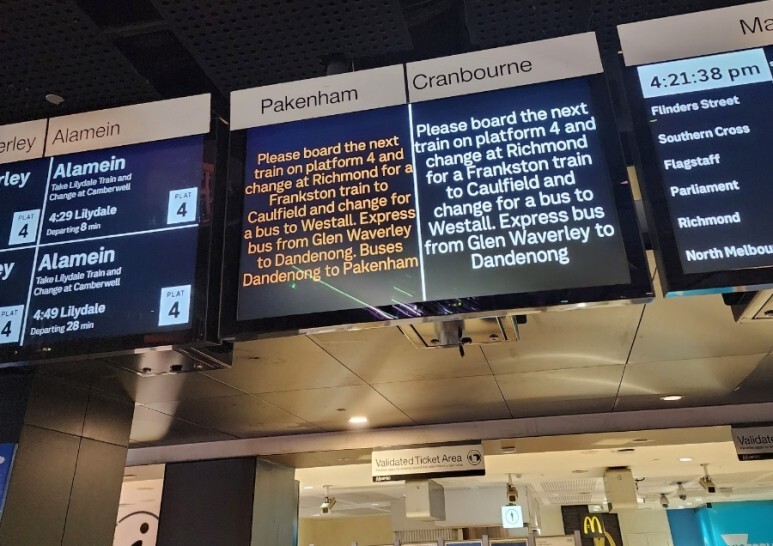 erley
Alamein
rley
PLAT
4
Alamein
Take Lilydale Train and
Change at Camberwell
4:29 Lilydale
Departing 8 min
PLAT
4
ey
4
Alamein
Take Lilydale Train and
Change at Camberwell
4:49 Lilydale
Departing 28 min
PLAT
4
Pakenham
Please board the next
train on platform 4 and
change at Richmond for a
Frankston train to
Caulfield and change for
a bus to Westall. Express
bus from Glen Waverley
to Dandenong. Buses
Dandenong to Pakenham
Cranbourne
Please board the next
train on platform 4 and
change at Richmond
for a Frankston train
to Caulfield and
change for a bus to
Westall. Express bus
from Glen Waverley to
Dandenong
Ma
4:21:38 pm
Flinders Street
Southern Cross
Flagstaff
Parliament
Richmond
North Melbou
Validated Ticket Area
Validate